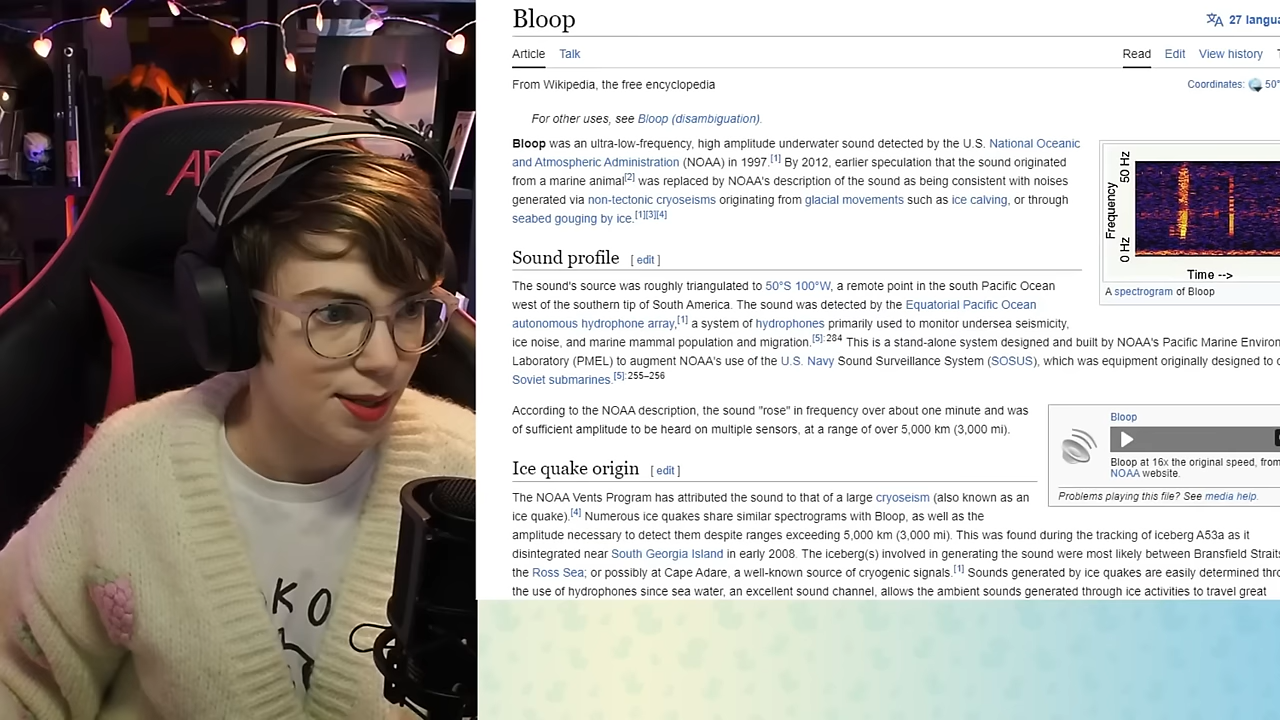 Bloop
27 langua
Article Talk Read Edit View history
From Wikipedia, the free encyclopedia
Coordinates: 50°
For other uses, see Bloop (disambiguation).
Bloop was an ultra-low-frequency, high amplitude underwater sound detected by the U.S. National Oceanic
and Atmospheric Administration (NOAA) in 1997.[1] By 2012, earlier speculation that the sound originated
from a marine animal[2] was replaced by NOAA's description of the sound as being consistent with noises
generated via non-tectonic cryoseisms originating from glacial movements such as ice calving, or through
seabed gouging by ice.[1][3][4]
50 Hz
Frequency
0 Hz
Time -->
A spectrogram of Bloop
Sound profile [ edit ]
The sound's source was roughly triangulated to 50°S 100°W, a remote point in the south Pacific Ocean
west of the southern tip of South America. The sound was detected by the Equatorial Pacific Ocean
autonomous hydrophone array,[1] a system of hydrophones primarily used to monitor undersea seismicity,
ice noise, and marine mammal population and migration.[5]:284 This is a stand-alone system designed and built by NOAA's Pacific Marine Environ
Laboratory (PMEL) to augment NOAA's use of the U.S. Navy Sound Surveillance System (SOSUS), which was equipment originally designed to d
Soviet submarines.[5]:255–256
According to the NOAA description, the sound "rose" in frequency over about one minute and was
of sufficient amplitude to be heard on multiple sensors, at a range of over 5,000 km (3,000 mi).
Bloop
Bloop at 16x the original speed, from
NOAA website.
Problems playing this file? See media help.
Ice quake origin [ edit ]
The NOAA Vents Program has attributed the sound to that of a large cryoseism (also known as an
ice quake).[4] Numerous ice quakes share similar spectrograms with Bloop, as well as the
amplitude necessary to detect them despite ranges exceeding 5,000 km (3,000 mi). This was found during the tracking of iceberg A53a as it
disintegrated near South Georgia Island in early 2008. The iceberg(s) involved in generating the sound were most likely between Bransfield Straits
the Ross Sea; or possibly at Cape Adare, a well-known source of cryogenic signals.[1] Sounds generated by ice quakes are easily determined thro
the use of hydrophones since sea water, an excellent sound channel, allows the ambient sounds generated through ice activities to travel great
KO